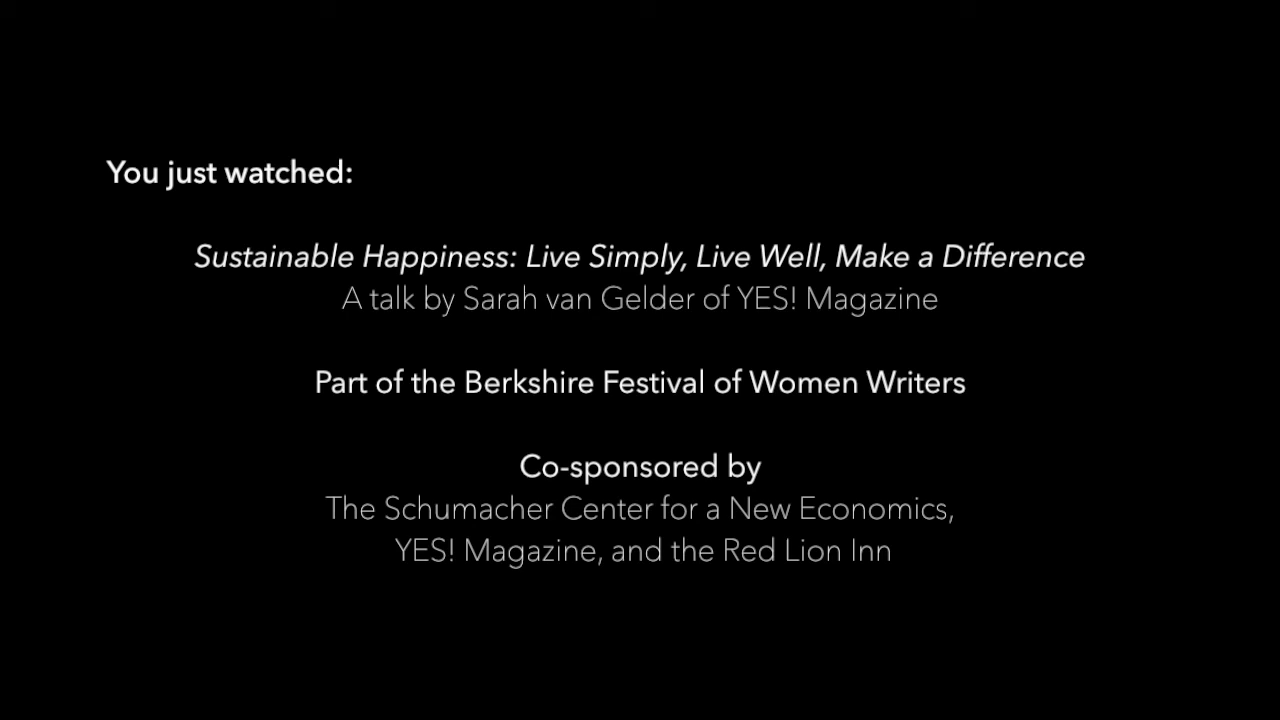 You just watched:
Sustainable Happiness: Live Simply, Live Well, Make a Difference
A talk by Sarah van Gelder of YES! Magazine
Part of the Berkshire Festival of Women Writers
Co-sponsored by
The Schumacher Center for a New Economics,
YES! Magazine, and the Red Lion Inn